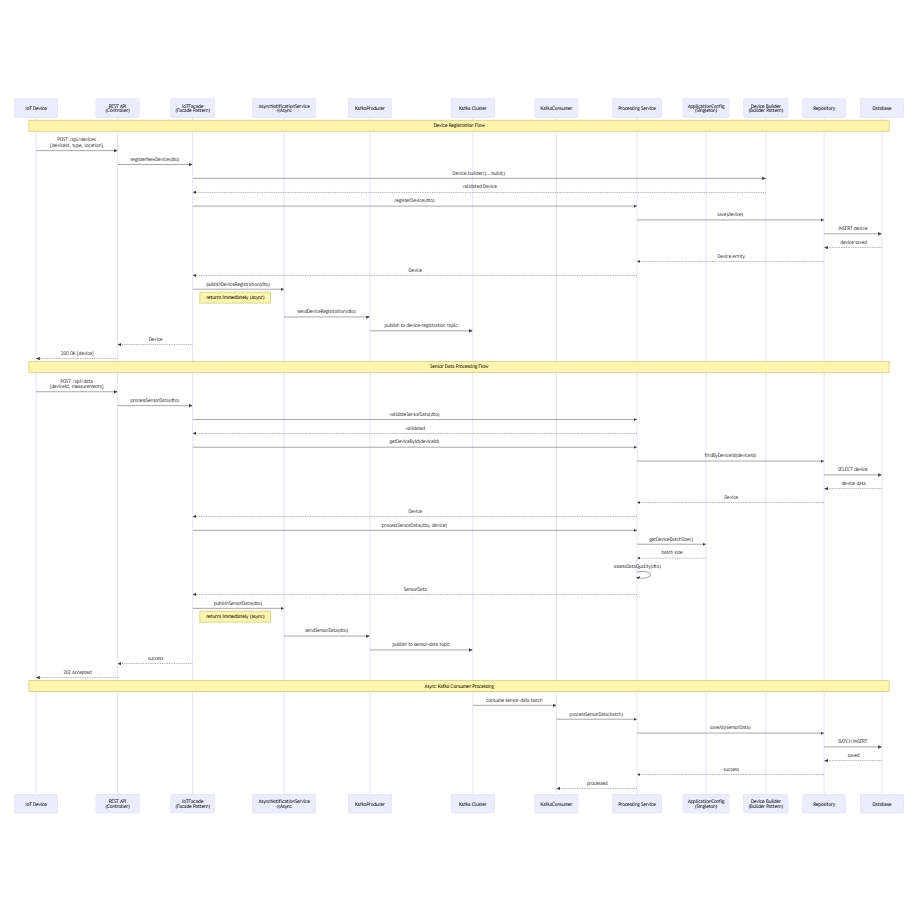 IoT Device
REST API
(Controller)
IoTFacade
(Facade Pattern)
AsyncNotificationService
@Async
KafkaProducer
Kafka Cluster
KafkaConsumer
Processing Service
ApplicationConfig
(Singleton)
Device Builder
(Builder Pattern)
Repository
Database
Device Registration Flow
POST /api/devices
{deviceId, type, location}
registerNewDevice(dto)
Device.builder()....build()
validated Device
registerDevice(dto)
save(device)
INSERT device
device saved
Device entity
Device
publishDeviceRegistration(dto)
returns immediately (async)
sendDeviceRegistration(dto)
publish to device-registration topic
Device
200 OK {device}
Sensor Data Processing Flow
POST /api/data
{deviceId, measurements}
processSensorData(dto)
validateSensorData(dto)
validated
getDeviceById(deviceId)
findByDeviceId(deviceId)
SELECT device
device data
Device
Device
processSensorData(dto, device)
getDeviceBatchSize()
batch size
assessDataQuality(dto)
SensorData
publishSensorData(dto)
returns immediately (async)
sendSensorData(dto)
publish to sensor-data topic
success
202 Accepted
Async Kafka Consumer Processing
consume sensor-data batch
processSensorData(batch)
saveAll(sensorData)
BATCH INSERT
saved
success
processed
IoT Device
REST API
(Controller)
IoTFacade
(Facade Pattern)
AsyncNotificationService
@Async
KafkaProducer
Kafka Cluster
KafkaConsumer
Processing Service
ApplicationConfig
(Singleton)
Device Builder
(Builder Pattern)
Repository
Database